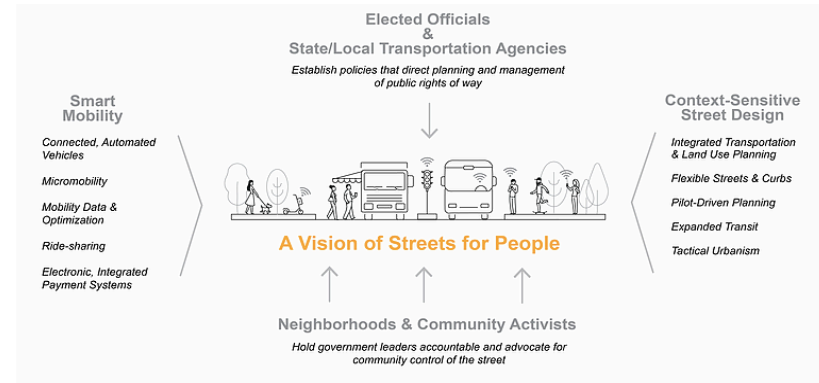 Elected Officials
&
State/Local Transportation Agencies
Establish policies that direct planning and management
of public rights of way
Smart
Mobility
Connected, Automated
Vehicles
Micromobility
Mobility Data &
Optimization
Ride-sharing
Electronic, Integrated
Payment Systems
Context-Sensitive
Street Design
Integrated Transportation
& Land Use Planning
Flexible Streets & Curbs
Pilot-Driven Planning
Expanded Transit
Tactical Urbanism
A Vision of Streets for People
Neighborhoods & Community Activists
Hold government leaders accountable and advocate for
community control of the street